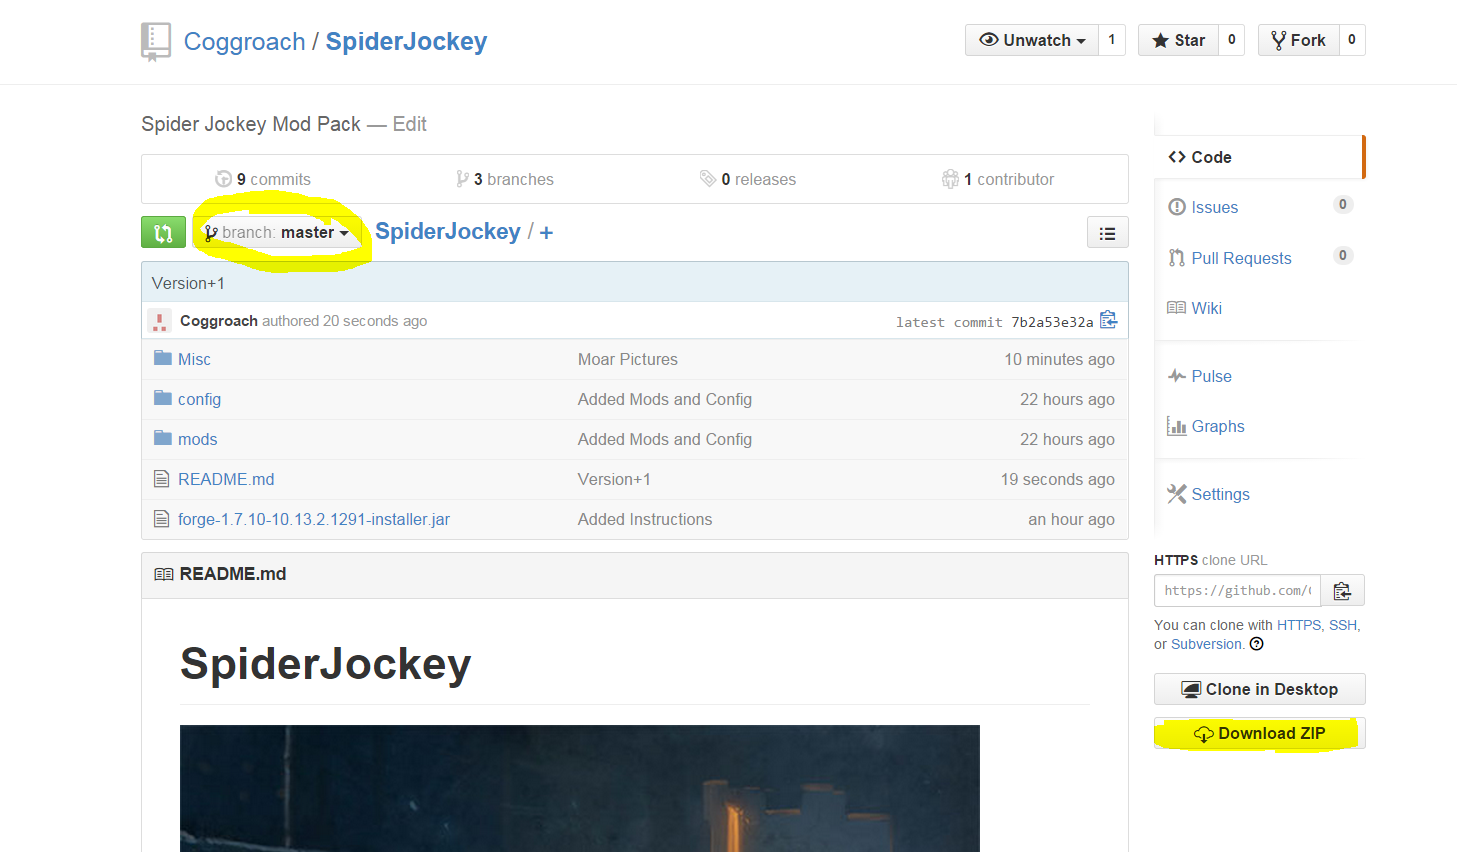 Coggroach / SpiderJockey
Unwatch 1
Star 0
Fork 0
Spider Jockey Mod Pack — Edit
9 commits
3 branches
0 releases
1 contributor
branch: master
SpiderJockey / +
Version+1
Coggroach authored 20 seconds ago
latest commit 7b2a53e32a
Misc Moar Pictures 10 minutes ago
config Added Mods and Config 22 hours ago
mods Added Mods and Config 22 hours ago
README.md Version+1 19 seconds ago
forge-1.7.10-10.13.2.1291-installer.jar Added Instructions an hour ago
README.md
SpiderJockey
Code
Issues 0
Pull Requests 0
Wiki
Pulse
Graphs
Settings
HTTPS clone URL
https://github.com/
You can clone with HTTPS, SSH,
or Subversion.
Clone in Desktop
Download ZIP